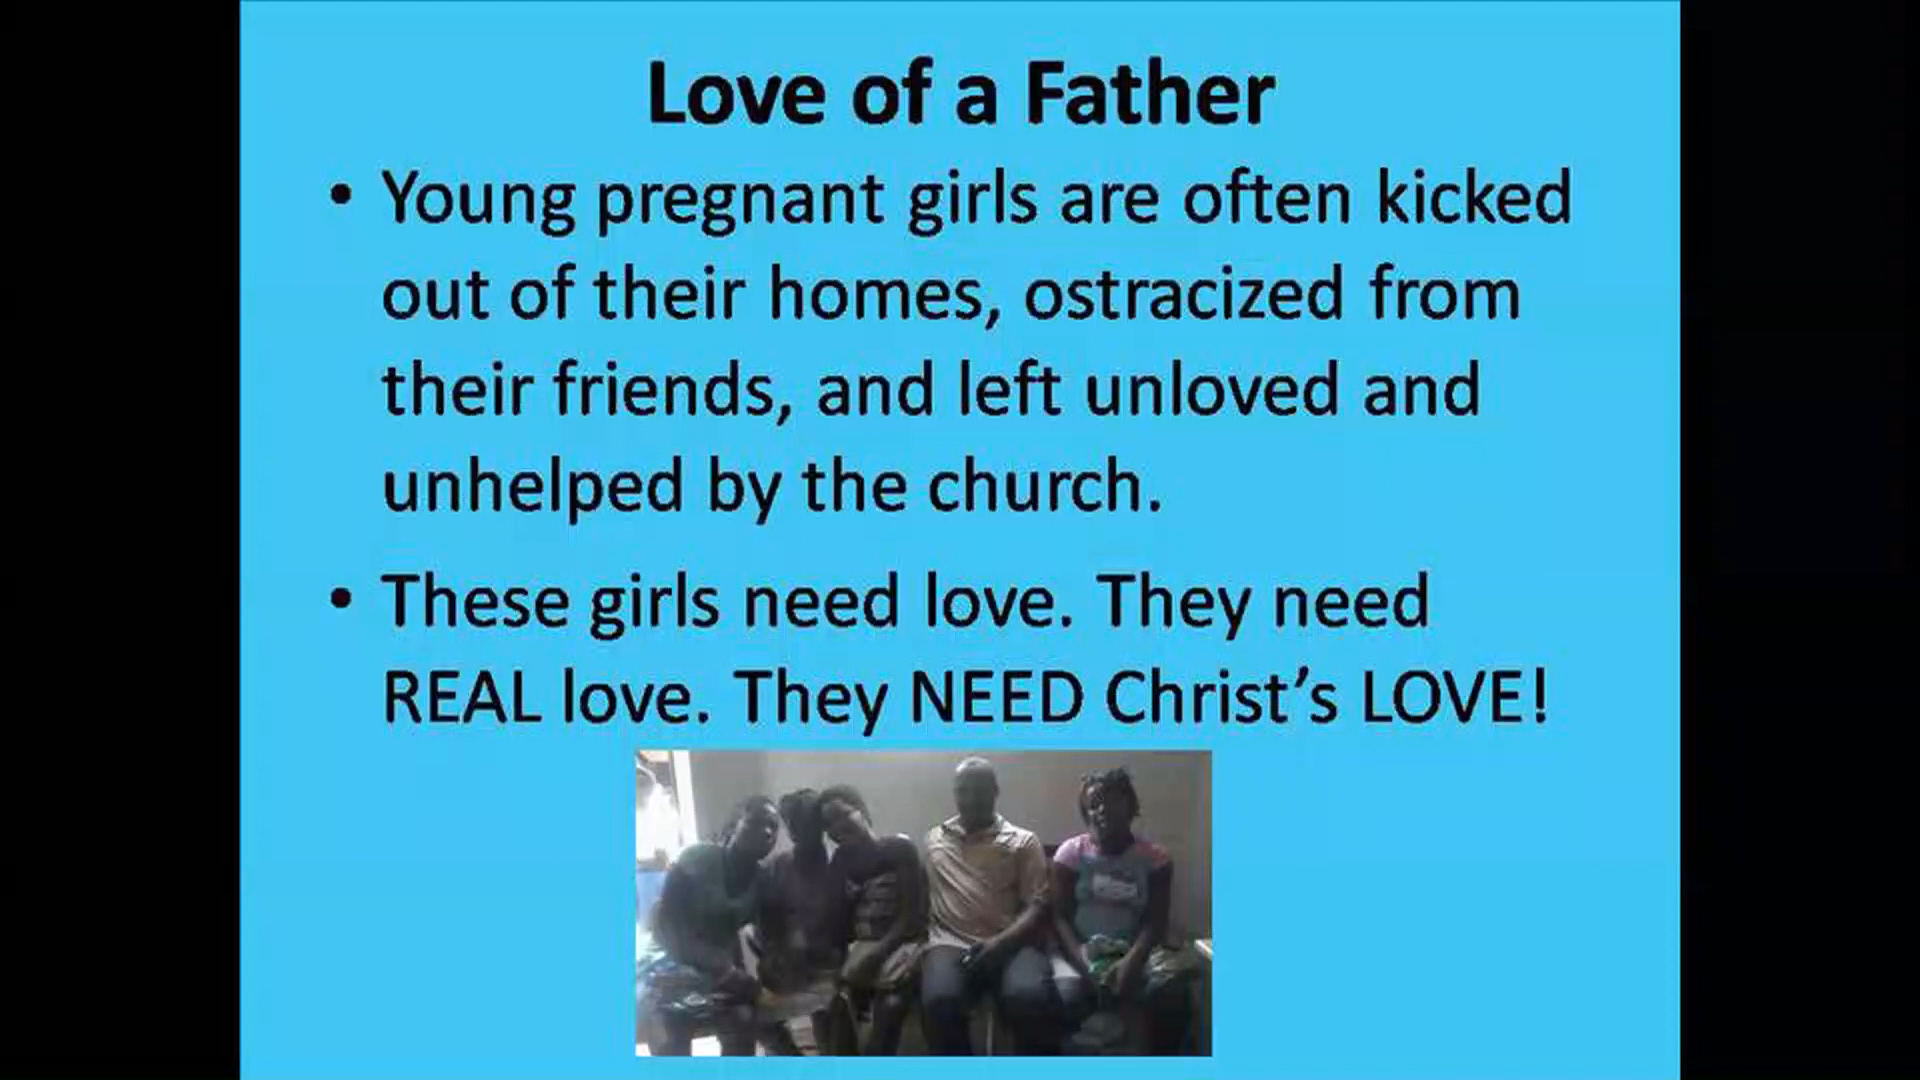 Love of a Father
• Young pregnant girls are often kicked
out of their homes, ostracized from
their friends, and left unloved and
unhelped by the church.
• These girls need love. They need
REAL love. They NEED Christ’s LOVE!